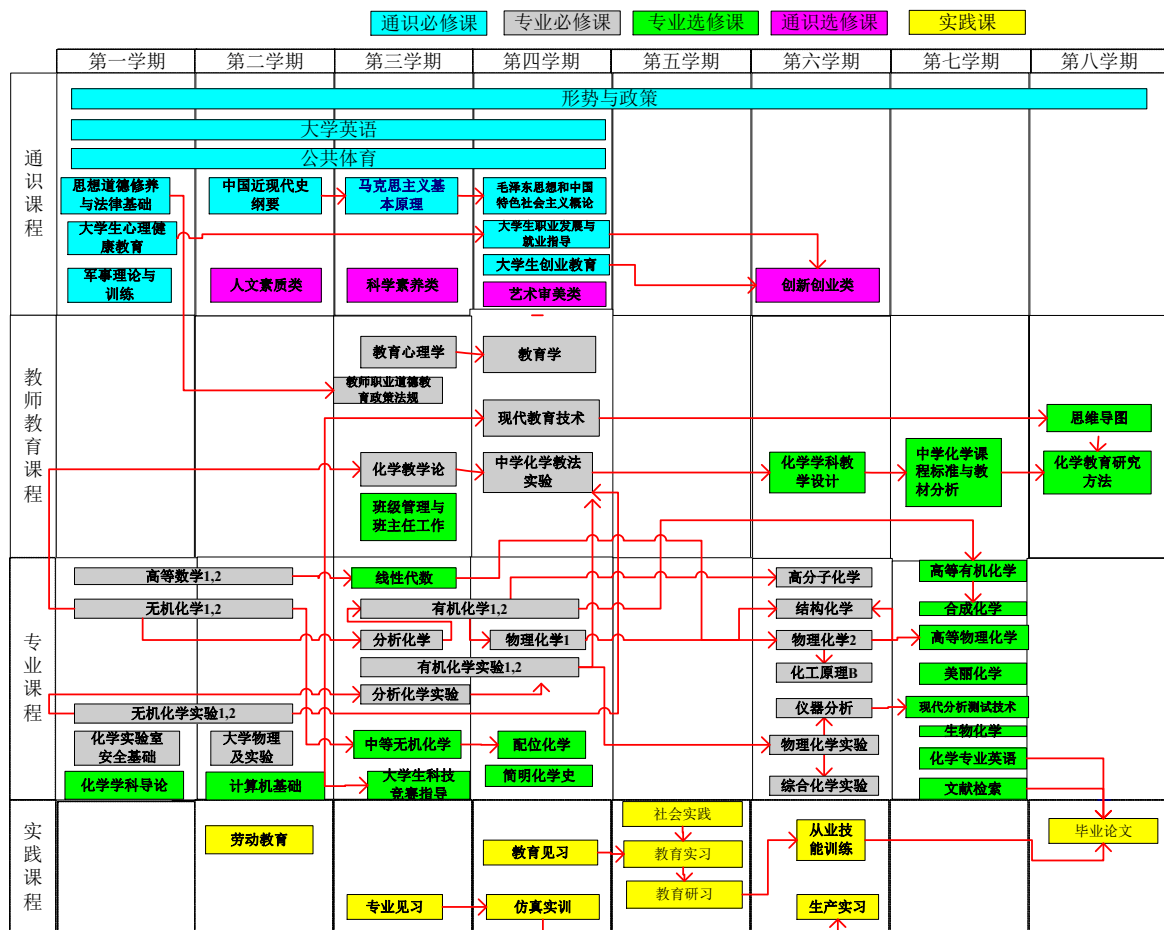 通识必修课
专业必修课
专业选修课
通识选修课
实践课
第一学期
第二学期
第三学期
第四学期
第五学期
第六学期
第七学期
第八学期
通识课程
形势与政策
大学英语
公共体育
思想道德修养
与法律基础
中国近现代史
纲要
马克思主义基
本原理
毛泽东思想和中国
特色社会主义概论
大学生心理健
康教育
大学生职业发展与
就业指导
军事理论与
训练
人文素质类
科学素养类
大学生创业教育
艺术审美类
创新创业类
教师教育课程
教育心理学
教育学
教师职业道德教
育政策法规
现代教育技术
思维导图
化学教学论
中学化学教法
实验
化学学科教
学设计
中学化学课
程标准与教
材分析
化学教育研究
方法
班级管理与
班主任工作
专业课程
高等数学1,2
线性代数
高分子化学
高等有机化学
无机化学1,2
有机化学1,2
结构化学
合成化学
分析化学
物理化学1
物理化学2
高等物理化学
有机化学实验1,2
化工原理B
美丽化学
分析化学实验
无机化学实验1,2
仪器分析
现代分析测试技术
化学实验室
安全基础
大学物理
及实验
中等无机化学
配位化学
物理化学实验
生物化学
化学专业英语
化学学科导论
计算机基础
大学生科技
竞赛指导
简明化学史
综合化学实验
文献检索
实践课程
劳动教育
教育见习
社会实践
教育实习
教育研习
从业技
能训练
毕业论文
专业见习
仿真实训
生产实习